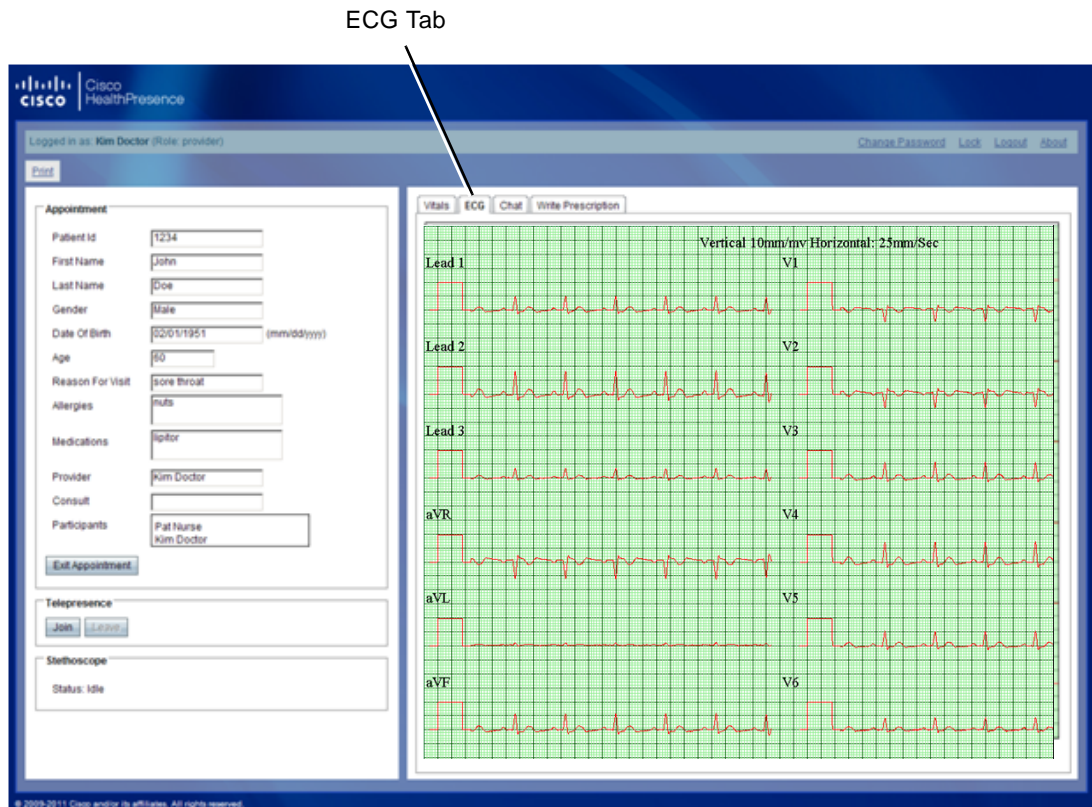 ECG Tab
CISCO
Cisco
HealthPresence
Logged in as: Kim Doctor (Role: provider)
Change Password Lock Logout About
Print
Appointment
Patient Id 1234
First Name John
Last Name Doe
Gender Male
Date Of Birth 02/01/1951 (mm/dd/yyyy)
Age 60
Reason For Visit sore throat
Allergies nuts
Medications lipitor
Provider Kim Doctor
Consult
Participants Pat Nurse
Kim Doctor
Exit Appointment
Telepresence
Join Leave
Stethoscope
Status: Idle
Vitals ECG Chat Write Prescription
Vertical 10mm/mv Horizontal: 25mm/Sec
Lead 1 V1
Lead 2 V2
Lead 3 V3
aVR V4
aVL V5
aVF V6
© 2009-2011 Cisco and/or its affiliates. All rights reserved.